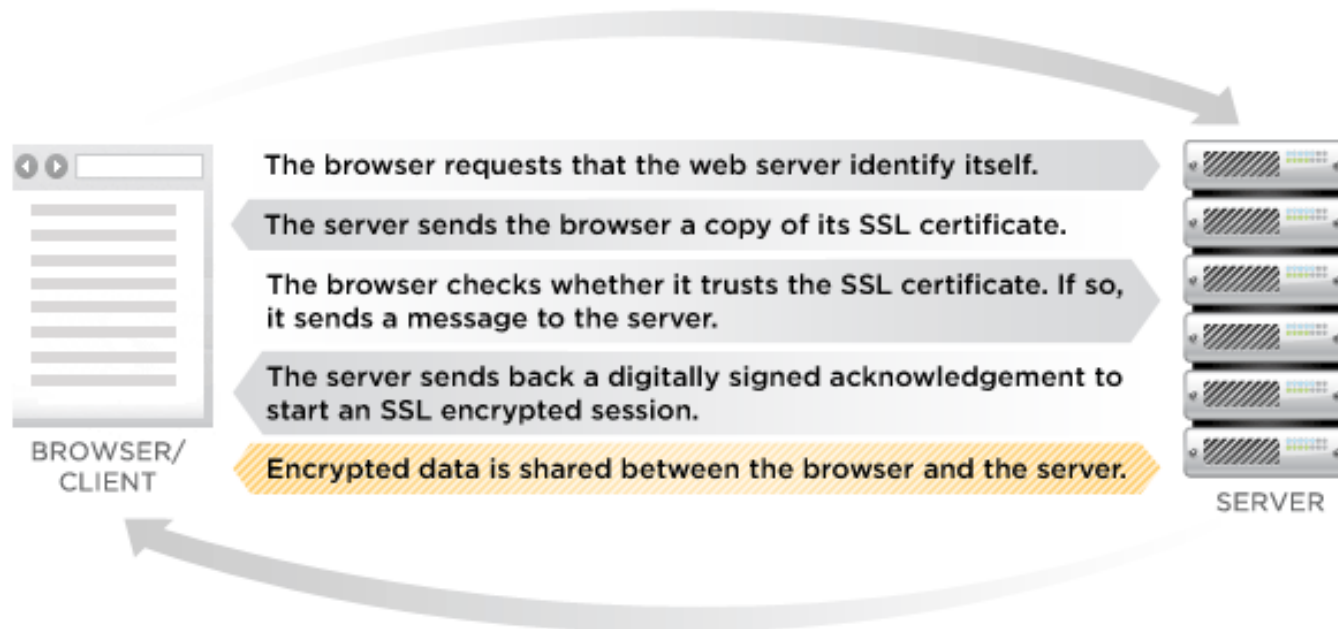 The browser requests that the web server identify itself.
The server sends the browser a copy of its SSL certificate.
The browser checks whether it trusts the SSL certificate. If so,
it sends a message to the server.
The server sends back a digitally signed acknowledgement to
start an SSL encrypted session.
Encrypted data is shared between the browser and the server.
BROWSER/
CLIENT
SERVER